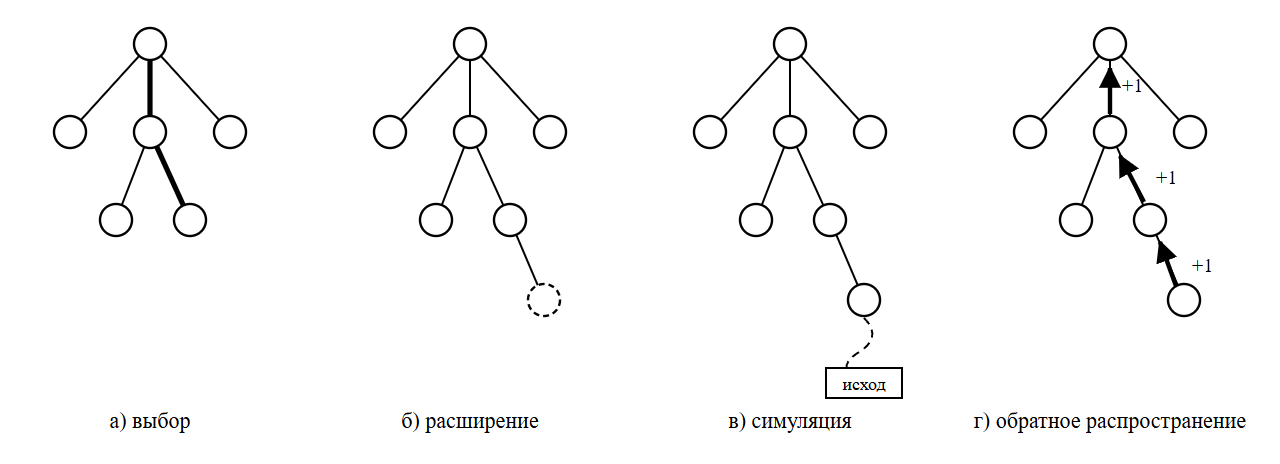 +1
+1
+1
исход
а) выбор
б) расширение
в) симуляция
г) обратное распространение